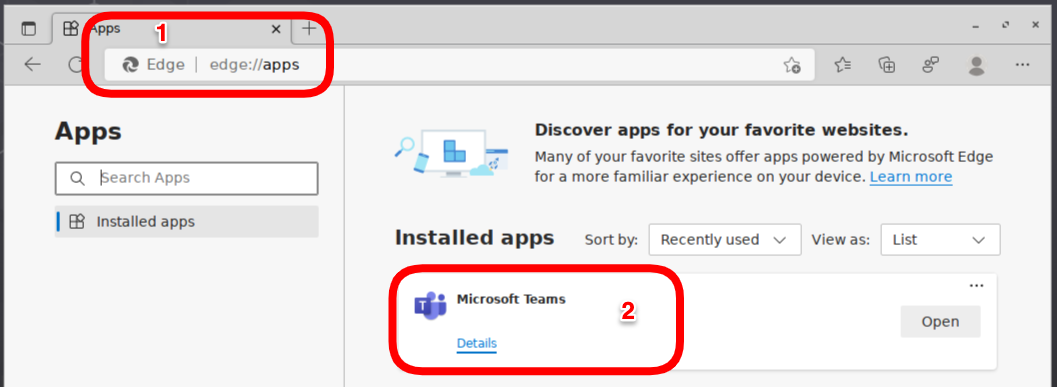 Apps
1
Edge | edge://apps
Apps
Search Apps
Installed apps
Discover apps for your favorite websites.
Many of your favorite sites offer apps powered by Microsoft Edge
for a more familiar experience on your device. Learn more
Installed apps Sort by: Recently used View as: List
T
Microsoft Teams
2
Open
Details